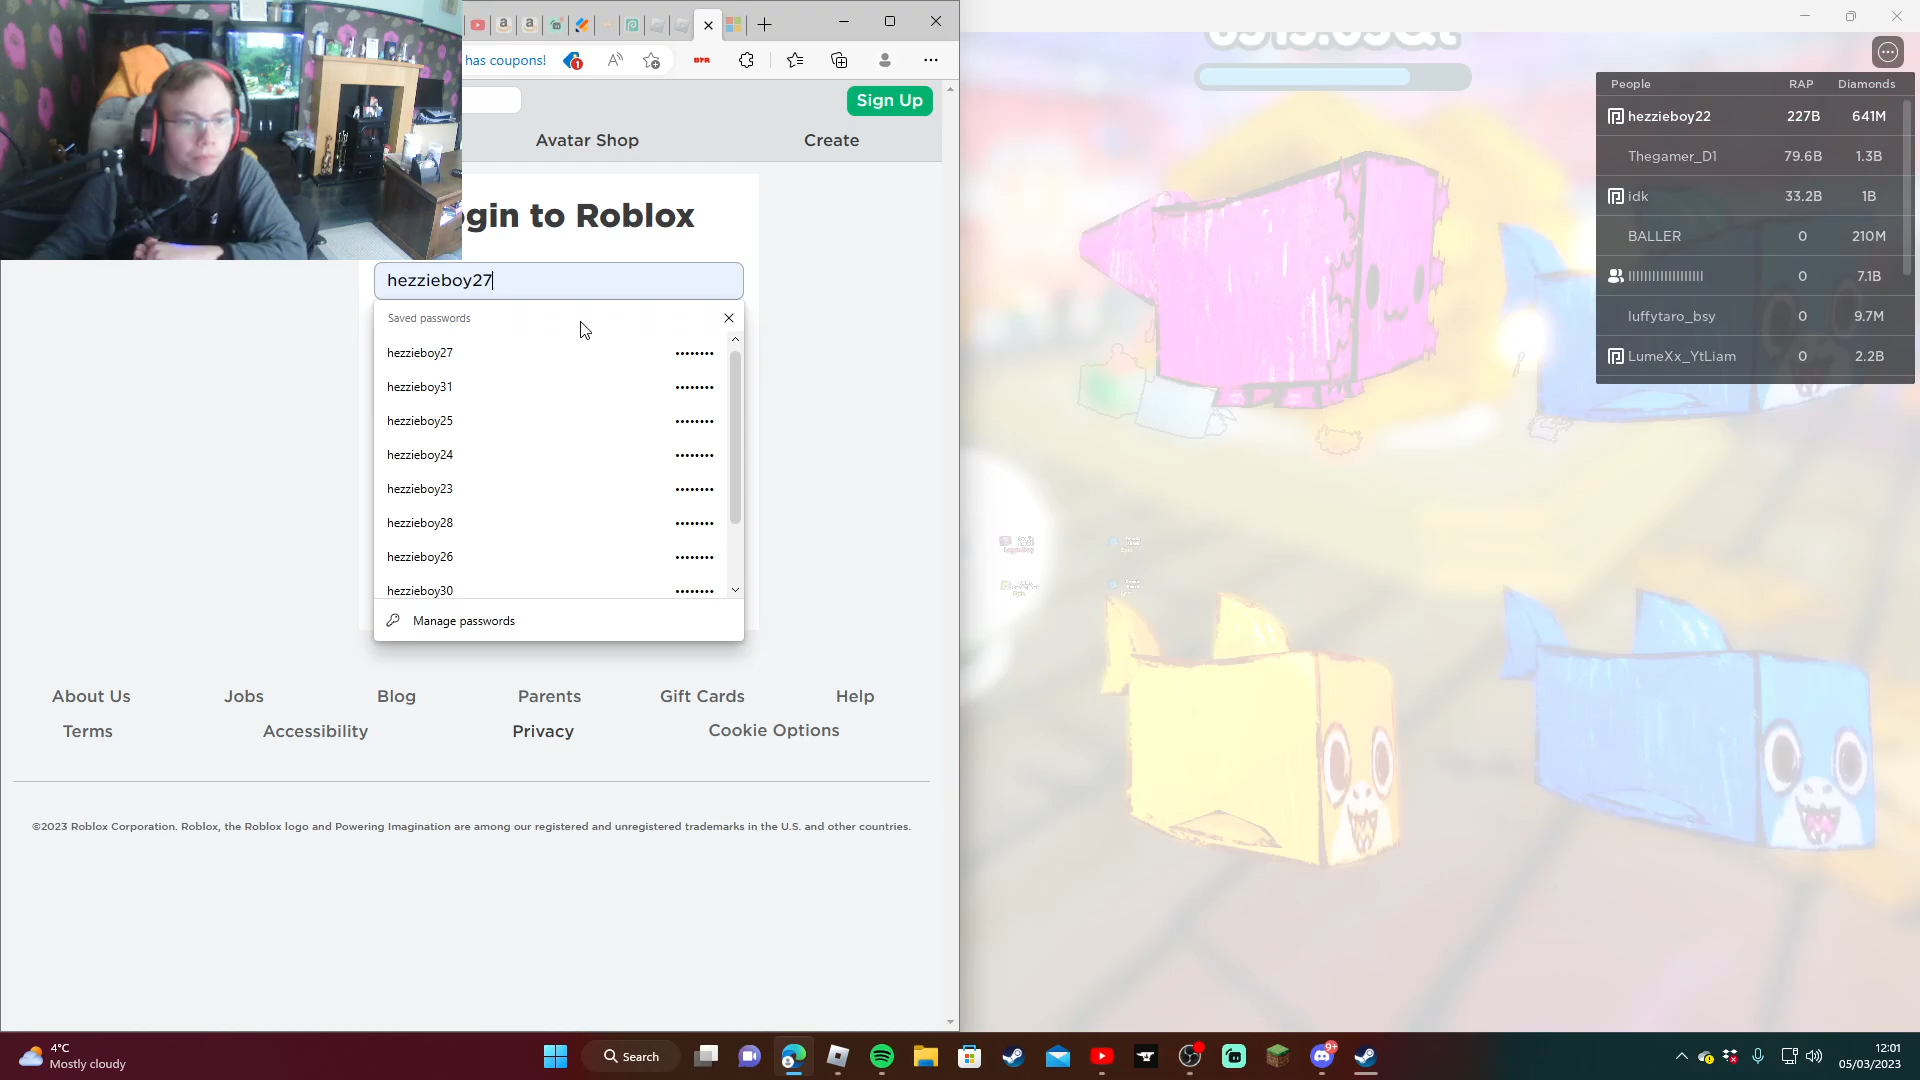 has coupons!
1
Sign Up
Avatar Shop
Create
gin to Roblox
hezzieboy27
Saved passwords
hezzieboy27 ••••••••
hezzieboy31 ••••••••
hezzieboy25 ••••••••
hezzieboy24 ••••••••
hezzieboy23 ••••••••
hezzieboy28 ••••••••
hezzieboy26 ••••••••
hezzieboy30 ••••••••
Manage passwords
About Us Jobs Blog Parents Gift Cards Help
Terms Accessibility Privacy Cookie Options
©2023 Roblox Corporation. Roblox, the Roblox logo and Powering Imagination are among our registered and unregistered trademarks in the U.S. and other countries.
People RAP Diamonds
hezzieboy22 227B 641M
Thegamer_D1 79.6B 1.3B
idk 33.2B 1B
BALLER 0 210M
0 7.1B
luffytaro_bsy 0 9.7M
LumeXx_YtLiam 0 2.2B
4°C
Mostly cloudy
Search
9+
12:01
05/03/2023